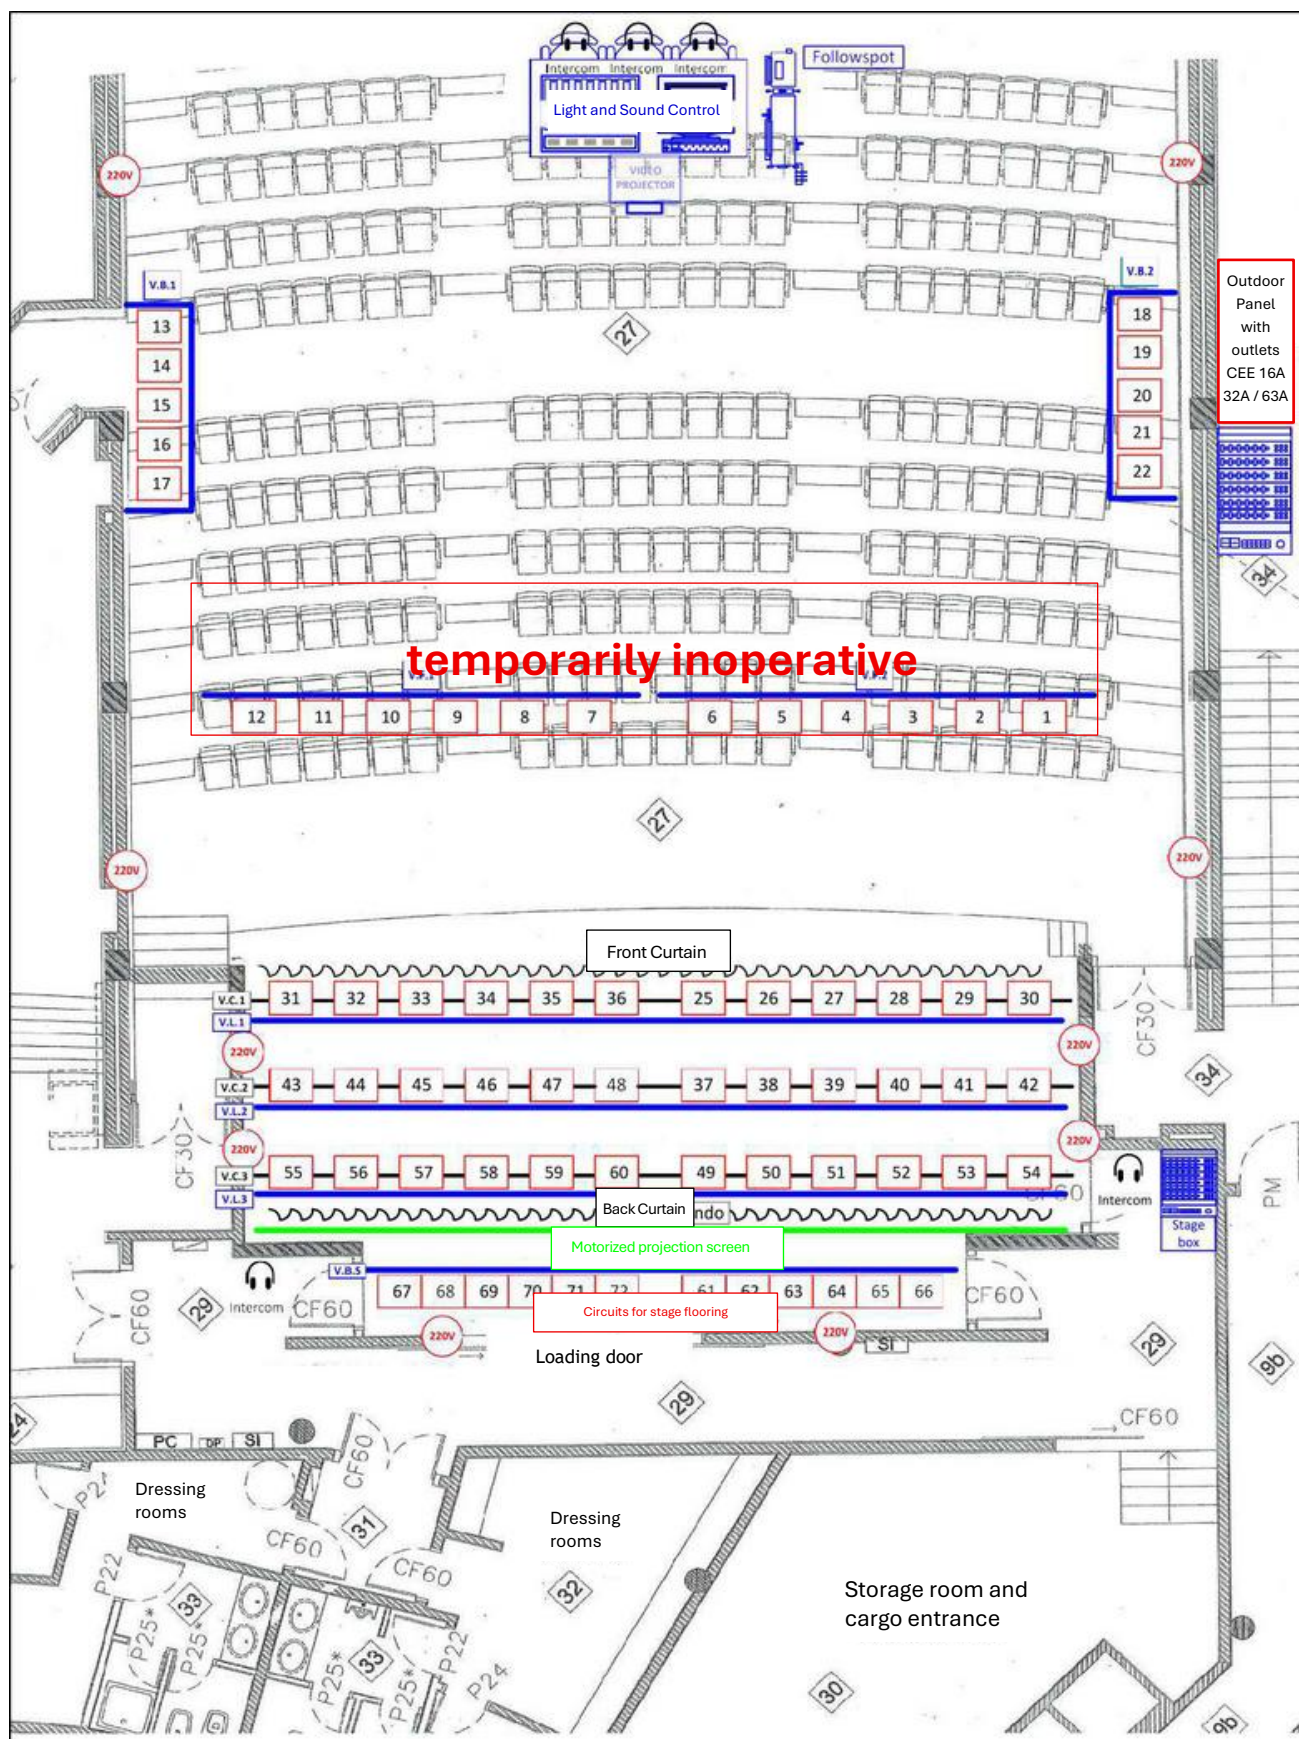 Followspot
Intercom Intercom Intercom
Light and Sound Control
VIDEO
PROJECTOR
220V
220V
V.B.1
V.B.2
13
14
15
16
17
18
19
20
21
22
Outdoor
Panel
with
outlets
CEE 16A
32A / 63A
27
34
temporarily inoperative
12 11 10 9 8 7 6 5 4 3 2 1
27
220V
220V
Front Curtain
V.C.1 31 32 33 34 35 36 25 26 27 28 29 30
V.L.1
220V
220V
CF30
34
V.C.2 43 44 45 46 47 48 37 38 39 40 41 42
V.L.2
220V
220V
CF30
V.C.3 55 56 57 58 59 60 49 50 51 52 53 54
V.L.3
Intercom
Stage
box
PM
Back Curtain
Motorized projection screen
V.B.S
67 68 69 70 71 72 61 62 63 64 65 66
Circuits for stage flooring
Intercom
CF60
29
CF60
CF60
220V
220V
SI
Loading door
29
9b
29
CF60
24
PC DP SI
CF60
Dressing
rooms
Dressing
rooms
31
CF60
CF60
P22
33
P25*
P25*
32
Storage room and
cargo entrance
33
P25*
P25*
P22
P24
30
9b